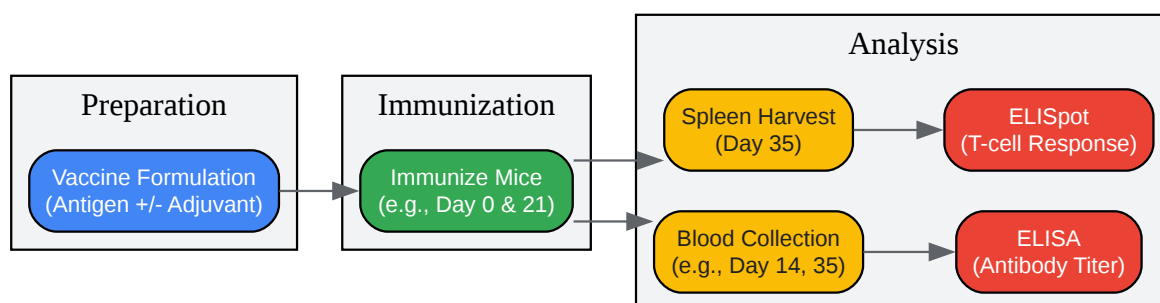 Preparation
Vaccine Formulation
(Antigen +/- Adjuvant)
Immunization
Immunize Mice
(e.g., Day 0 & 21)
Analysis
Spleen Harvest
(Day 35)
ELISpot
(T-cell Response)
Blood Collection
(e.g., Day 14, 35)
ELISA
(Antibody Titer)